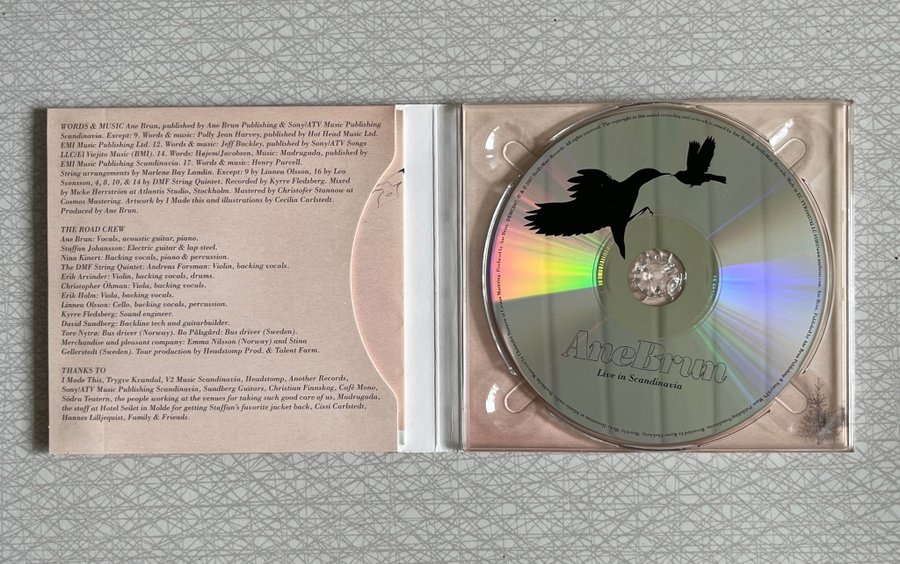 WORDS & MUSIC Ane Brun, published by Ane Brun Publishing & Sony/ATV Music Publishing
Scandinavia. Except: 9. Words & music: Polly Jean Harvey, published by Hot Head Music Ltd.
EMI Music Publishing Ltd. 12. Words & music: Jeff Buckley, published by Sony/ATV Songs
LLC/El Viejito Music (BMI). 14. Words: Høyem/Jacobsen, Music: Madrugada, published by
EMI Music Publishing Scandinavia. 17. Words & music: Henry Purcell.
String arrangements by Marlene Bay Landin. Except: 9 by Linnea Olsson, 16 by Leo
Svensson, 4, 8, 10, & 14 by DMF String Quintet. Recorded by Kyrre Fledsberg. Mixed
by Micke Herrström at Atlantis Studio, Stockholm. Mastered by Christofer Stannow at
Cosmos Mastering. Artwork by I Made this and illustrations by Cecilia Carlstedt.
Produced by Ane Brun.
THE ROAD CREW
Ane Brun: Vocals, acoustic guitar, piano.
Staffan Johansson: Electric guitar & lap steel.
Nina Kinert: Backing vocals, piano & percussion.
The DMF String Quintet: Andreas Forsman: Violin, backing vocals.
Erik Arvinder: Violin, backing vocals, drums.
Christopher Öhman: Viola, backing vocals.
Erik Holm: Viola, backing vocals.
Linnea Olsson: Cello, backing vocals, percussion.
Kyrre Fledsberg: Sound engineer.
David Sundberg: Backline tech and guitarbuilder.
Tore Nytrø: Bus driver (Norway). Bo Pålsgård: Bus driver (Sweden).
Merchandise and pleasant company: Emma Nilsson (Norway) and Stina
Gellerstedt (Sweden). Tour production by Headstomp Prod. & Talent Farm.
THANKS TO
I Made This, Trygve Kvandal, V2 Music Scandinavia, Headstomp, Another Records,
Sony/ATV Music Publishing Scandinavia, Sundberg Guitars, Christian Finnskog, Café Mono,
Södra Teatern, the people working at the venues for taking such good care of us, Madrugada,
the staff at Hotel Seilet in Molde for getting Staffan's favorite jacket back, Cissi Carlstedt,
Hannes Lilljequist, Family & Friends.
AneBrun
Live in Scandinavia